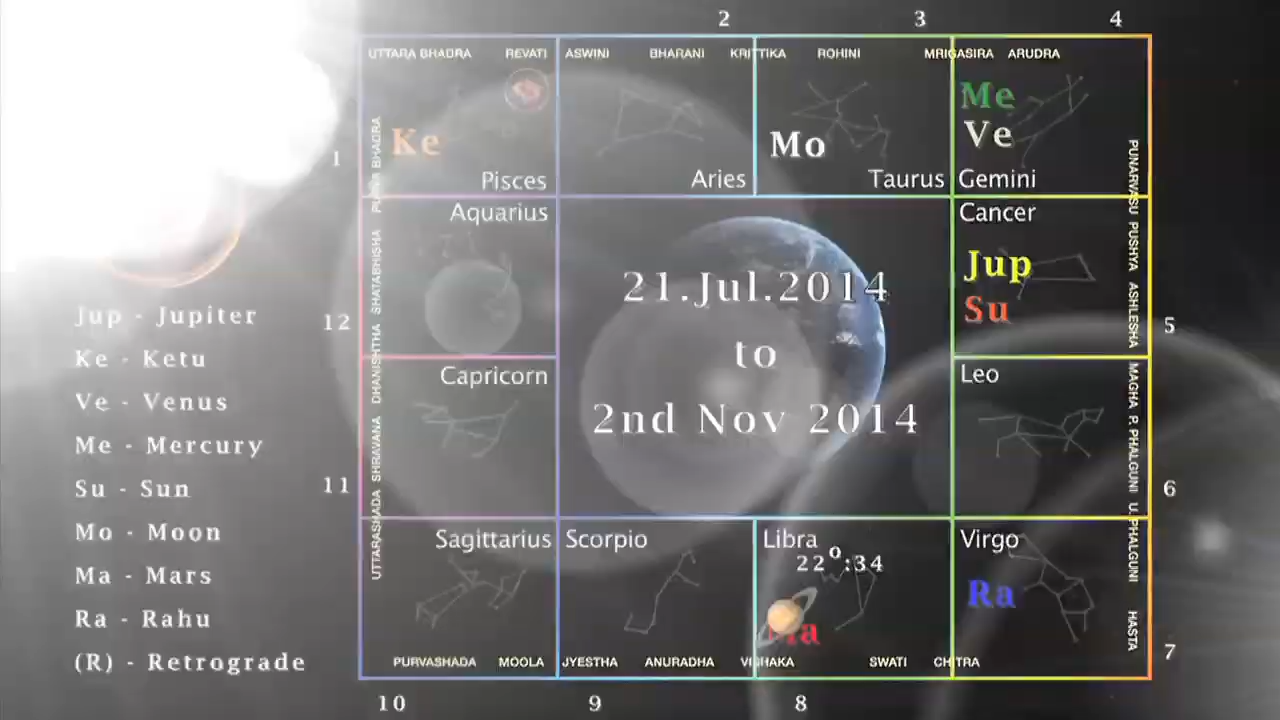 2 3 4
UTTARA BHADRA REVATI ASWINI BHARANI KRITTIKA ROHINI MRIGASIRA ARUDRA
Me
Ve
Ke
Mo
1
Pisces Aries Taurus Gemini
PURVA BHADRA SHATABHISHA DHANISHTHA SHRAVANA UTTARASHADA
PUNARVASU PUSHYA ASHLESHA MAGHA P. PHALGUNI U. PHALGUNI HASTA
Aquarius Cancer
Jup
Su
21.Jul.2014
to
2nd Nov 2014
12 5
Capricorn Leo
11 6
Sagittarius Scorpio Libra Virgo
22º:34
Ra
7
PURVASHADA MOOLA JYESTHA ANURADHA VISHAKA SWATI CHITRA
10 9 8
Jup - Jupiter
Ke - Ketu
Ve - Venus
Me - Mercury
Su - Sun
Mo - Moon
Ma - Mars
Ra - Rahu
(R) - Retrograde